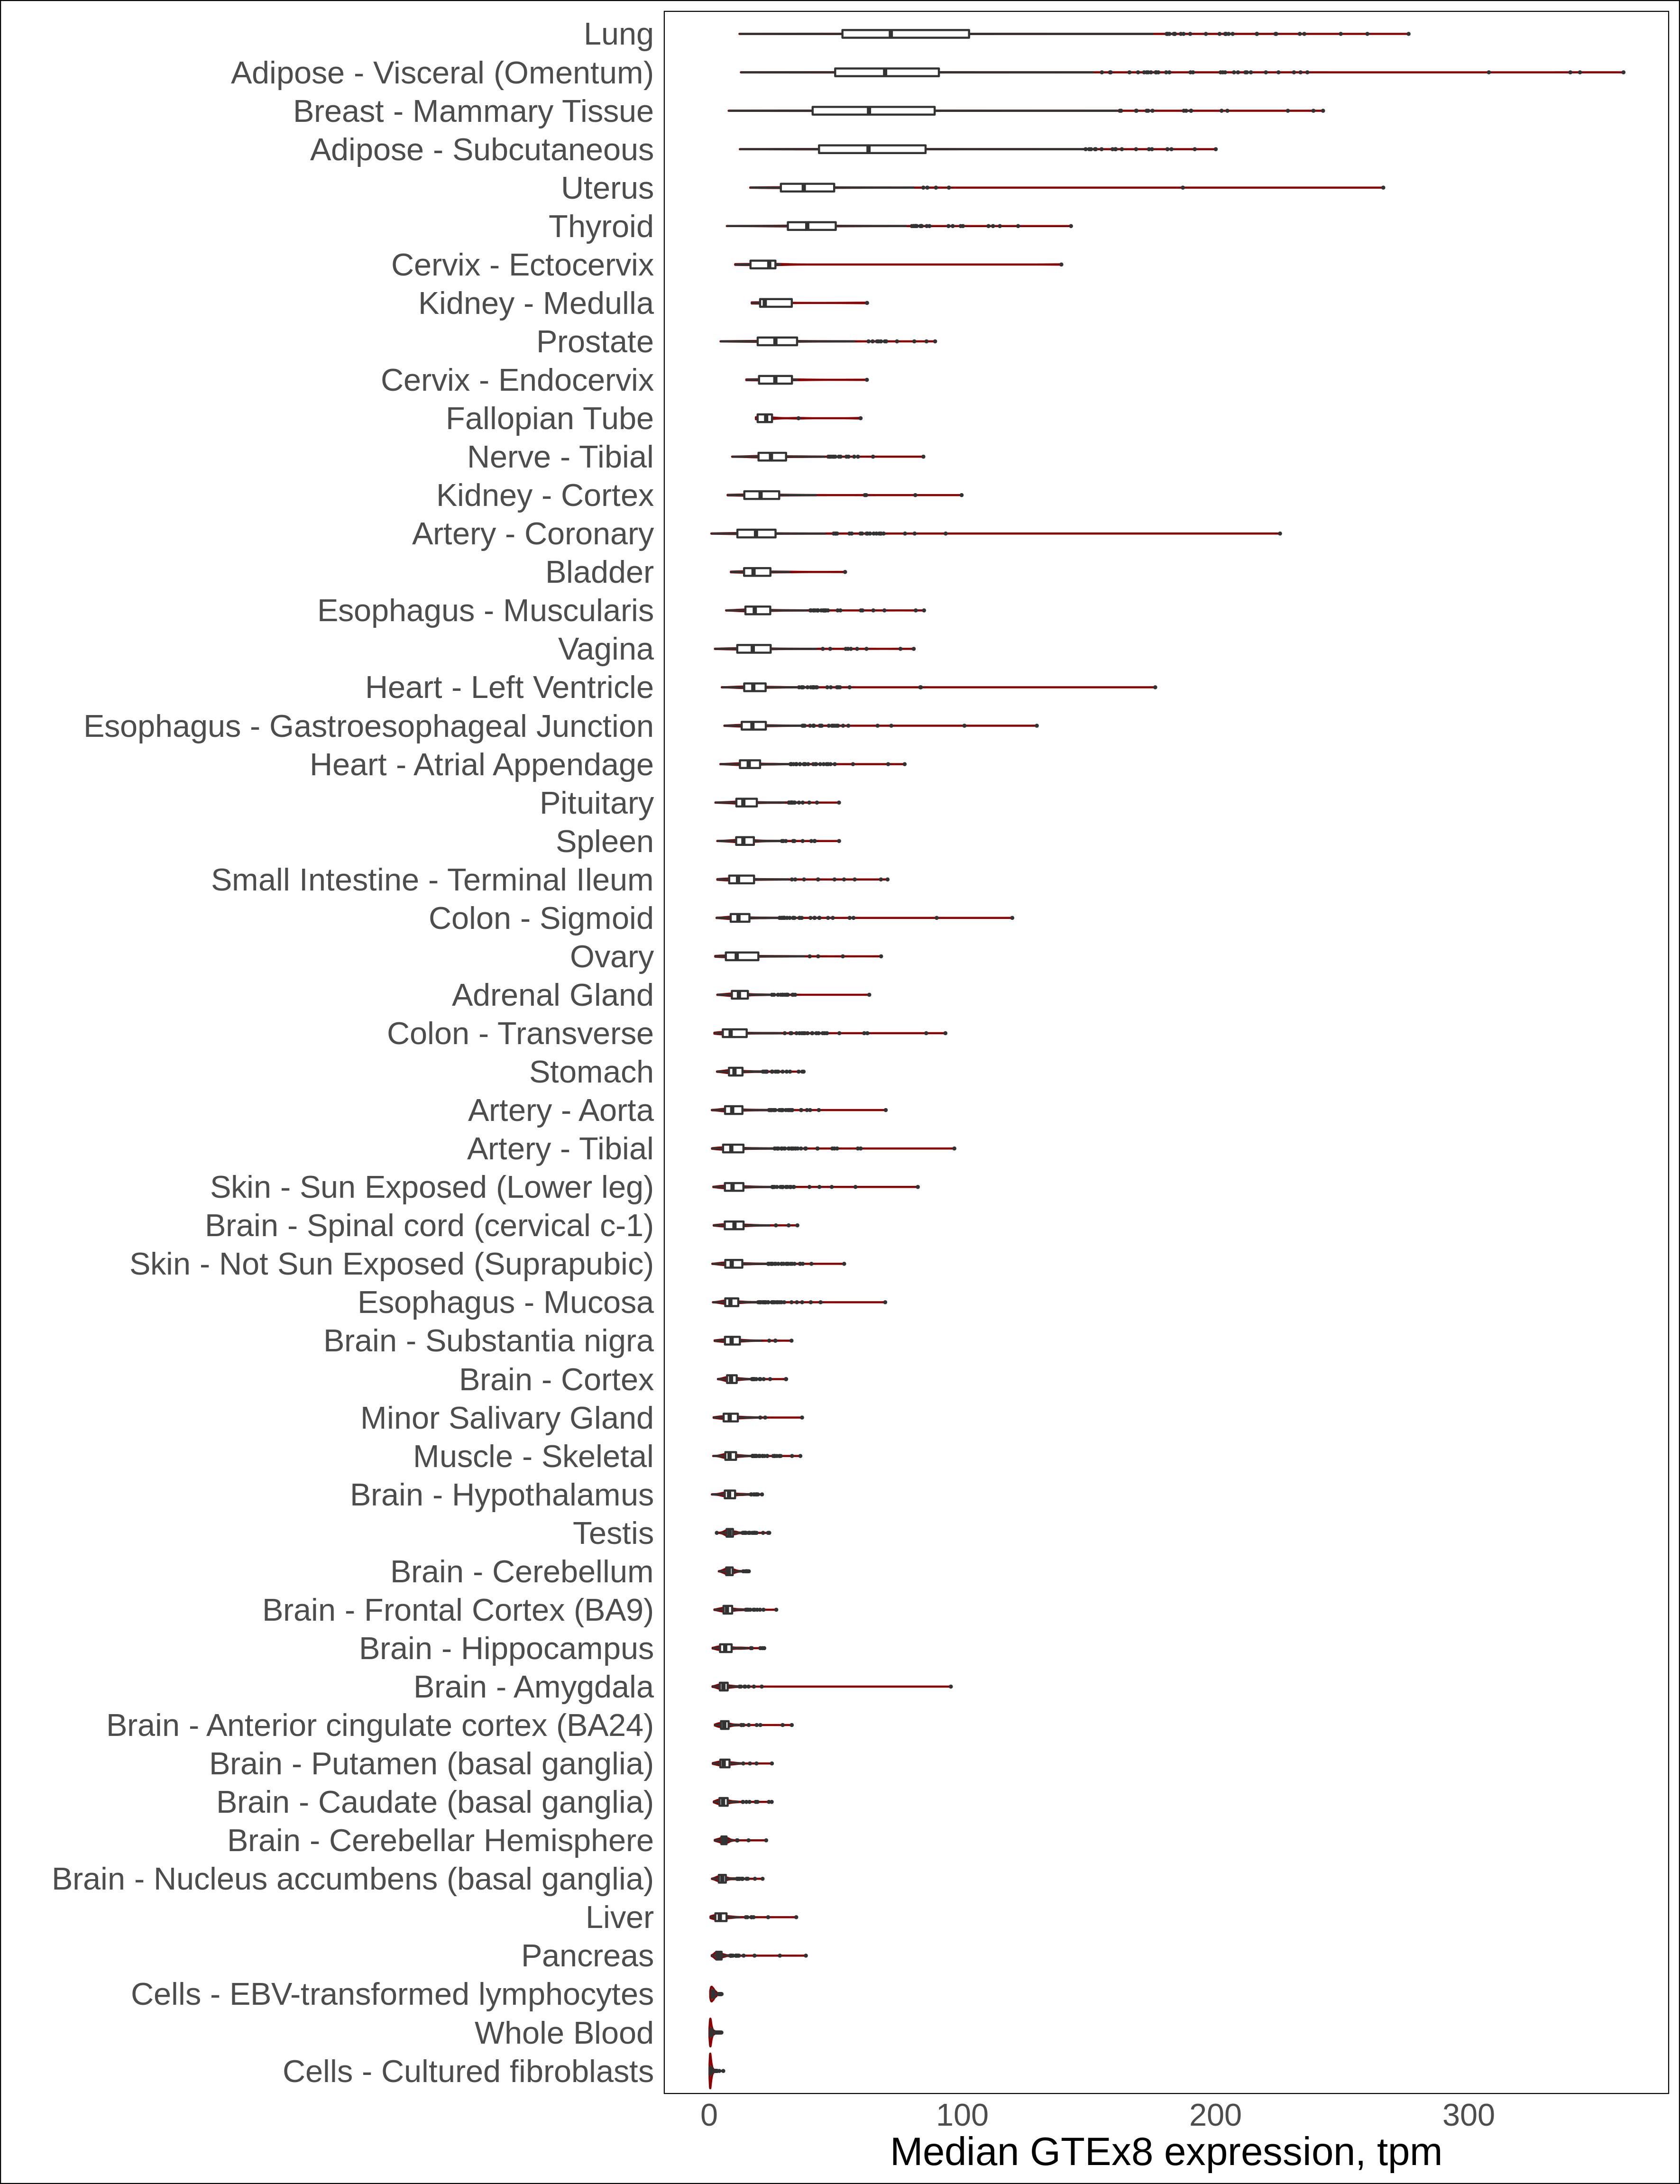 Lung
Adipose - Visceral (Omentum)
Breast - Mammary Tissue
Adipose - Subcutaneous
Uterus
Thyroid
Cervix - Ectocervix
Kidney - Medulla
Prostate
Cervix - Endocervix
Fallopian Tube
Nerve - Tibial
Kidney - Cortex
Artery - Coronary
Bladder
Esophagus - Muscularis
Vagina
Heart - Left Ventricle
Esophagus - Gastroesophageal Junction
Heart - Atrial Appendage
Pituitary
Spleen
Small Intestine - Terminal Ileum
Colon - Sigmoid
Ovary
Adrenal Gland
Colon - Transverse
Stomach
Artery - Aorta
Artery - Tibial
Skin - Sun Exposed (Lower leg)
Brain - Spinal cord (cervical c-1)
Skin - Not Sun Exposed (Suprapubic)
Esophagus - Mucosa
Brain - Substantia nigra
Brain - Cortex
Minor Salivary Gland
Muscle - Skeletal
Brain - Hypothalamus
Testis
Brain - Cerebellum
Brain - Frontal Cortex (BA9)
Brain - Hippocampus
Brain - Amygdala
Brain - Anterior cingulate cortex (BA24)
Brain - Putamen (basal ganglia)
Brain - Caudate (basal ganglia)
Brain - Cerebellar Hemisphere
Brain - Nucleus accumbens (basal ganglia)
Liver
Pancreas
Cells - EBV-transformed lymphocytes
Whole Blood
Cells - Cultured fibroblasts
0 100 200 300
Median GTEx8 expression, tpm